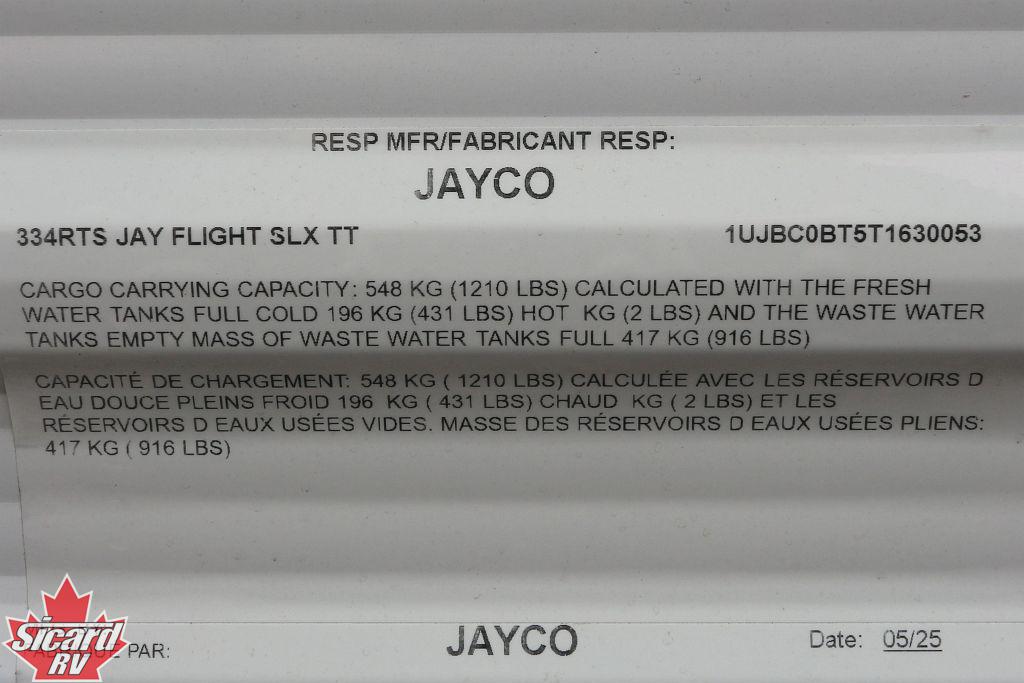 RESP MFR/FABRICANT RESP:
JAYCO
334RTS JAY FLIGHT SLX TT 1UJBC0BT5T1630053
CARGO CARRYING CAPACITY: 548 KG (1210 LBS) CALCULATED WITH THE FRESH
WATER TANKS FULL COLD 196 KG (431 LBS) HOT KG (2 LBS) AND THE WASTE WATER
TANKS EMPTY MASS OF WASTE WATER TANKS FULL 417 KG (916 LBS)
CAPACITÉ DE CHARGEMENT: 548 KG ( 1210 LBS) CALCULÉE AVEC LES RÉSERVOIRS D
EAU DOUCE PLEINS FROID 196 KG ( 431 LBS) CHAUD KG ( 2 LBS) ET LES
RÉSERVOIRS D EAUX USÉES VIDES. MASSE DES RÉSERVOIRS D EAUX USÉES PLIENS:
417 KG ( 916 LBS)
PAR: JAYCO Date: 05/25
Sicard
RV